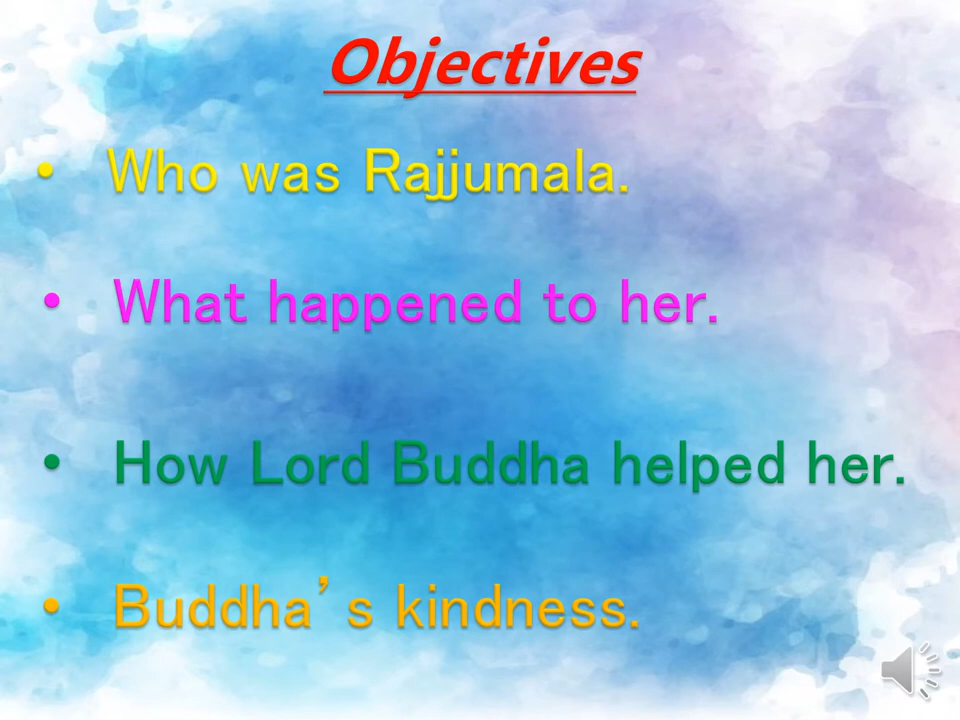 Objectives
• Who was Rajjumala.
• What happened to her.
• How Lord Buddha helped her.
• Buddha’s kindness.